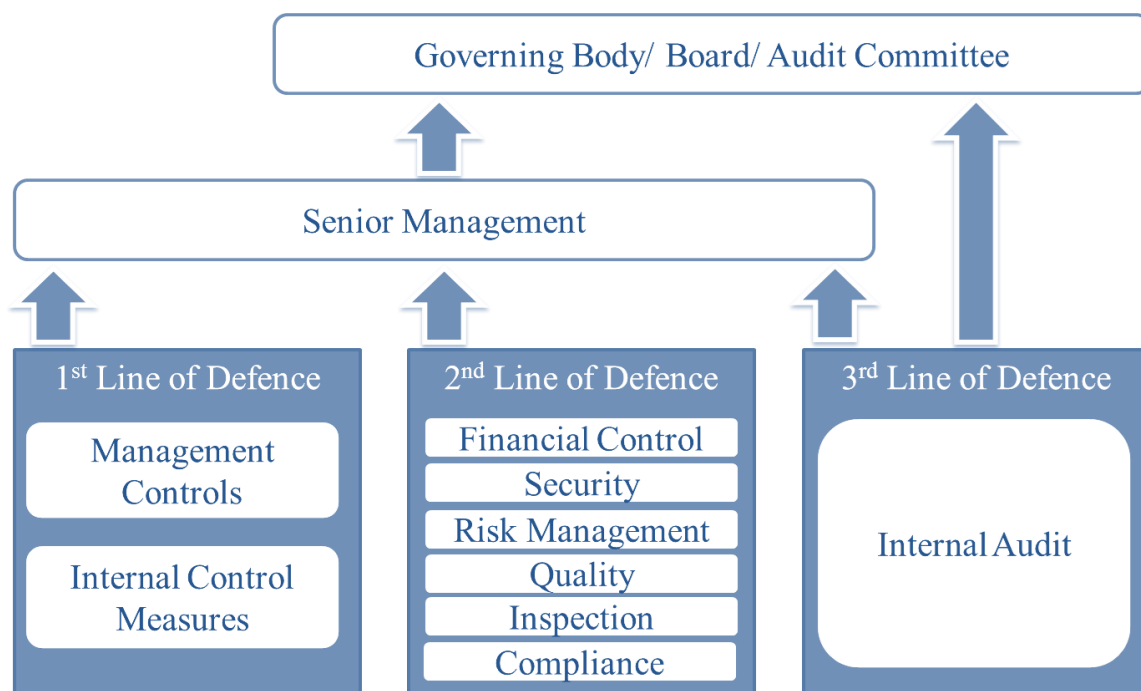 Governing Body/ Board/ Audit Committee
Senior Management
1st Line of Defence
Management
Controls
Internal Control
Measures
2nd Line of Defence
Financial Control
Security
Risk Management
Quality
Inspection
Compliance
3rd Line of Defence
Internal Audit